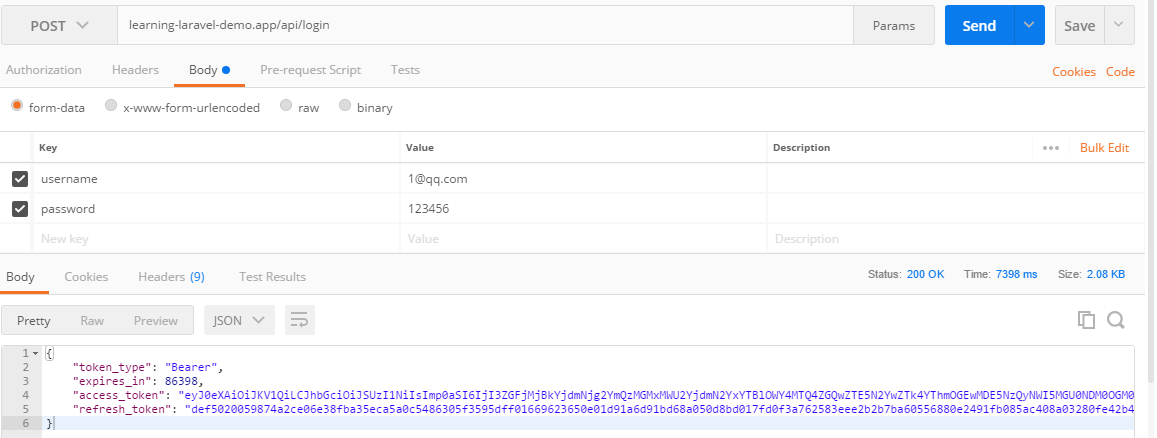 POST learning-laravel-demo.app/api/login Params Send Save
Authorization Headers Body Pre-request Script Tests Cookies Code
form-data x-www-form-urlencoded raw binary
Key Value Description Bulk Edit
username 1@qq.com
password 123456
New key Value Description
Body Cookies Headers (9) Test Results Status: 200 OK Time: 7398 ms Size: 2.08 KB
Pretty Raw Preview JSON
1 {
2 "token_type": "Bearer",
3 "expires_in": 86398,
4 "access_token":
5 "refresh_token":
6 }